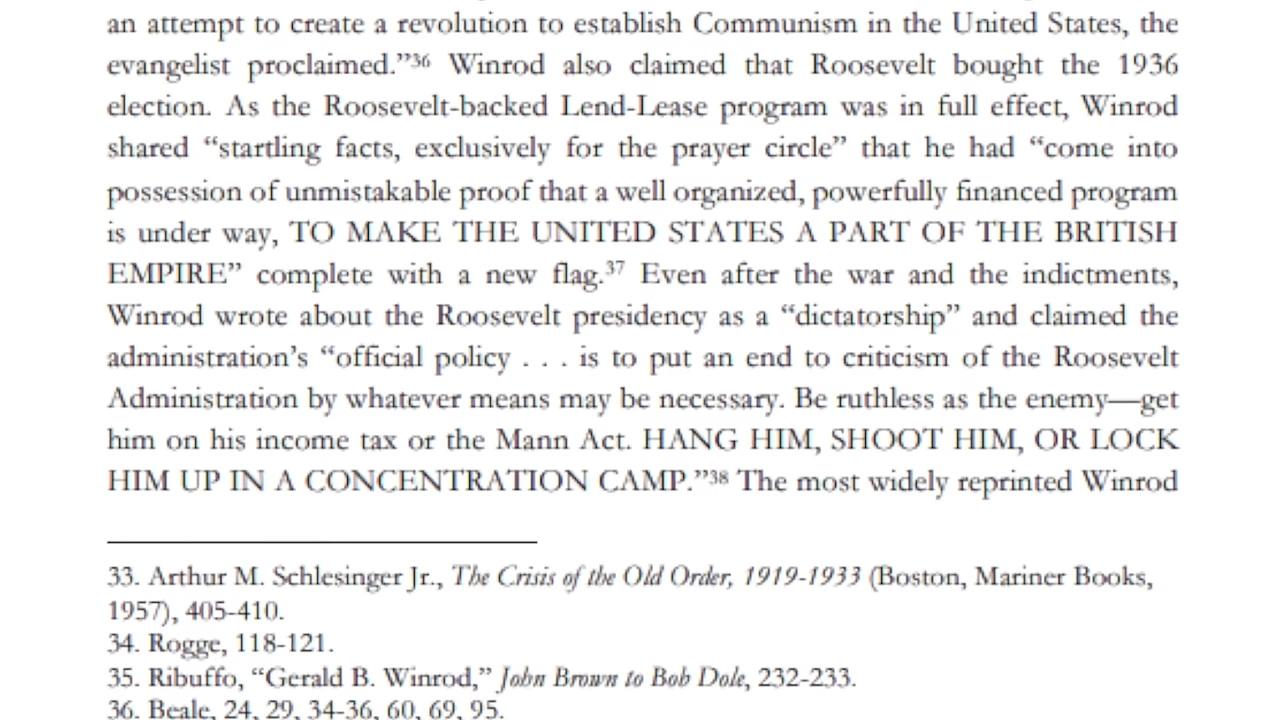 an attempt to create a revolution to establish Communism in the United States, the
evangelist proclaimed.”36 Winrod also claimed that Roosevelt bought the 1936
election. As the Roosevelt-backed Lend-Lease program was in full effect, Winrod
shared “startling facts, exclusively for the prayer circle” that he had “come into
possession of unmistakable proof that a well organized, powerfully financed program
is under way, TO MAKE THE UNITED STATES A PART OF THE BRITISH
EMPIRE” complete with a new flag.37 Even after the war and the indictments,
Winrod wrote about the Roosevelt presidency as a “dictatorship” and claimed the
administration’s “official policy . . . is to put an end to criticism of the Roosevelt
Administration by whatever means may be necessary. Be ruthless as the enemy—get
him on his income tax or the Mann Act. HANG HIM, SHOOT HIM, OR LOCK
HIM UP IN A CONCENTRATION CAMP.”38 The most widely reprinted Winrod
33. Arthur M. Schlesinger Jr., The Crisis of the Old Order, 1919-1933 (Boston, Mariner Books,
1957), 405-410.
34. Rogge, 118-121.
35. Ribuffo, “Gerald B. Winrod,” John Brown to Bob Dole, 232-233.
36. Beale, 24, 29, 34-36, 60, 69, 95.